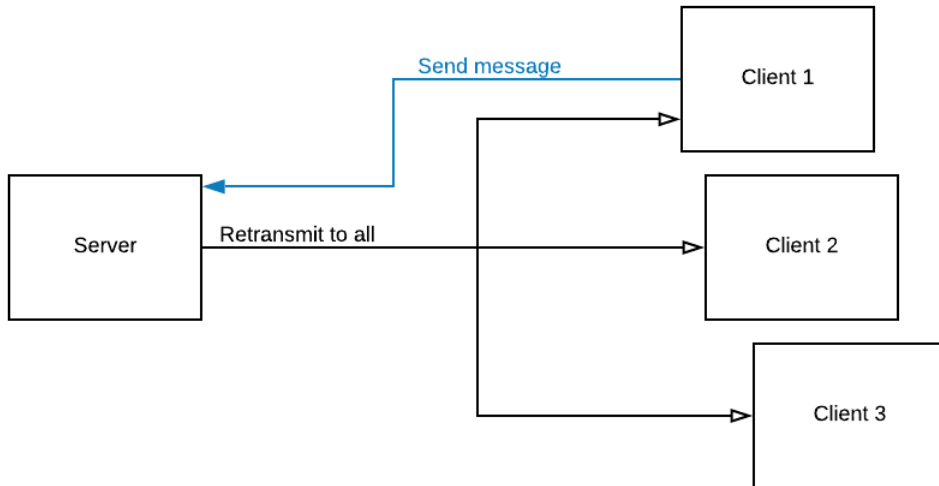 Send message
Client 1
Server
Retransmit to all
Client 2
Client 3